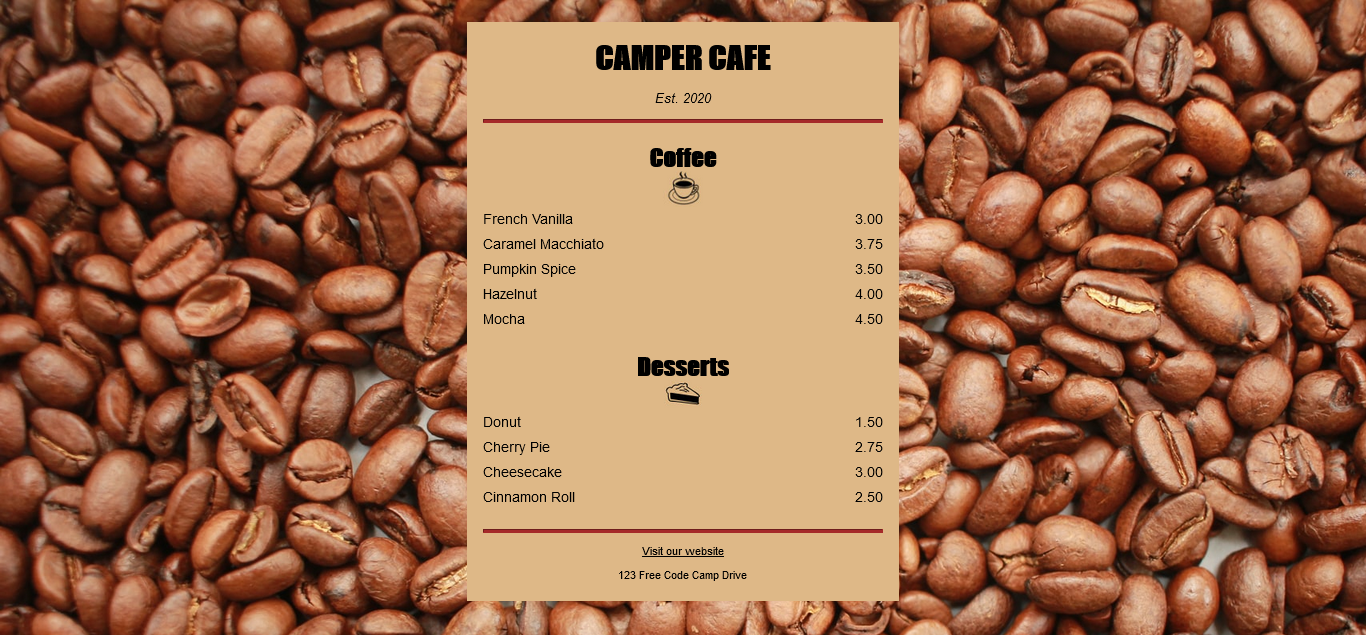 CAMPER CAFE
Est. 2020
Coffee
French Vanilla 3.00
Caramel Macchiato 3.75
Pumpkin Spice 3.50
Hazelnut 4.00
Mocha 4.50
Desserts
Donut 1.50
Cherry Pie 2.75
Cheesecake 3.00
Cinnamon Roll 2.50
Visit our website
123 Free Code Camp Drive